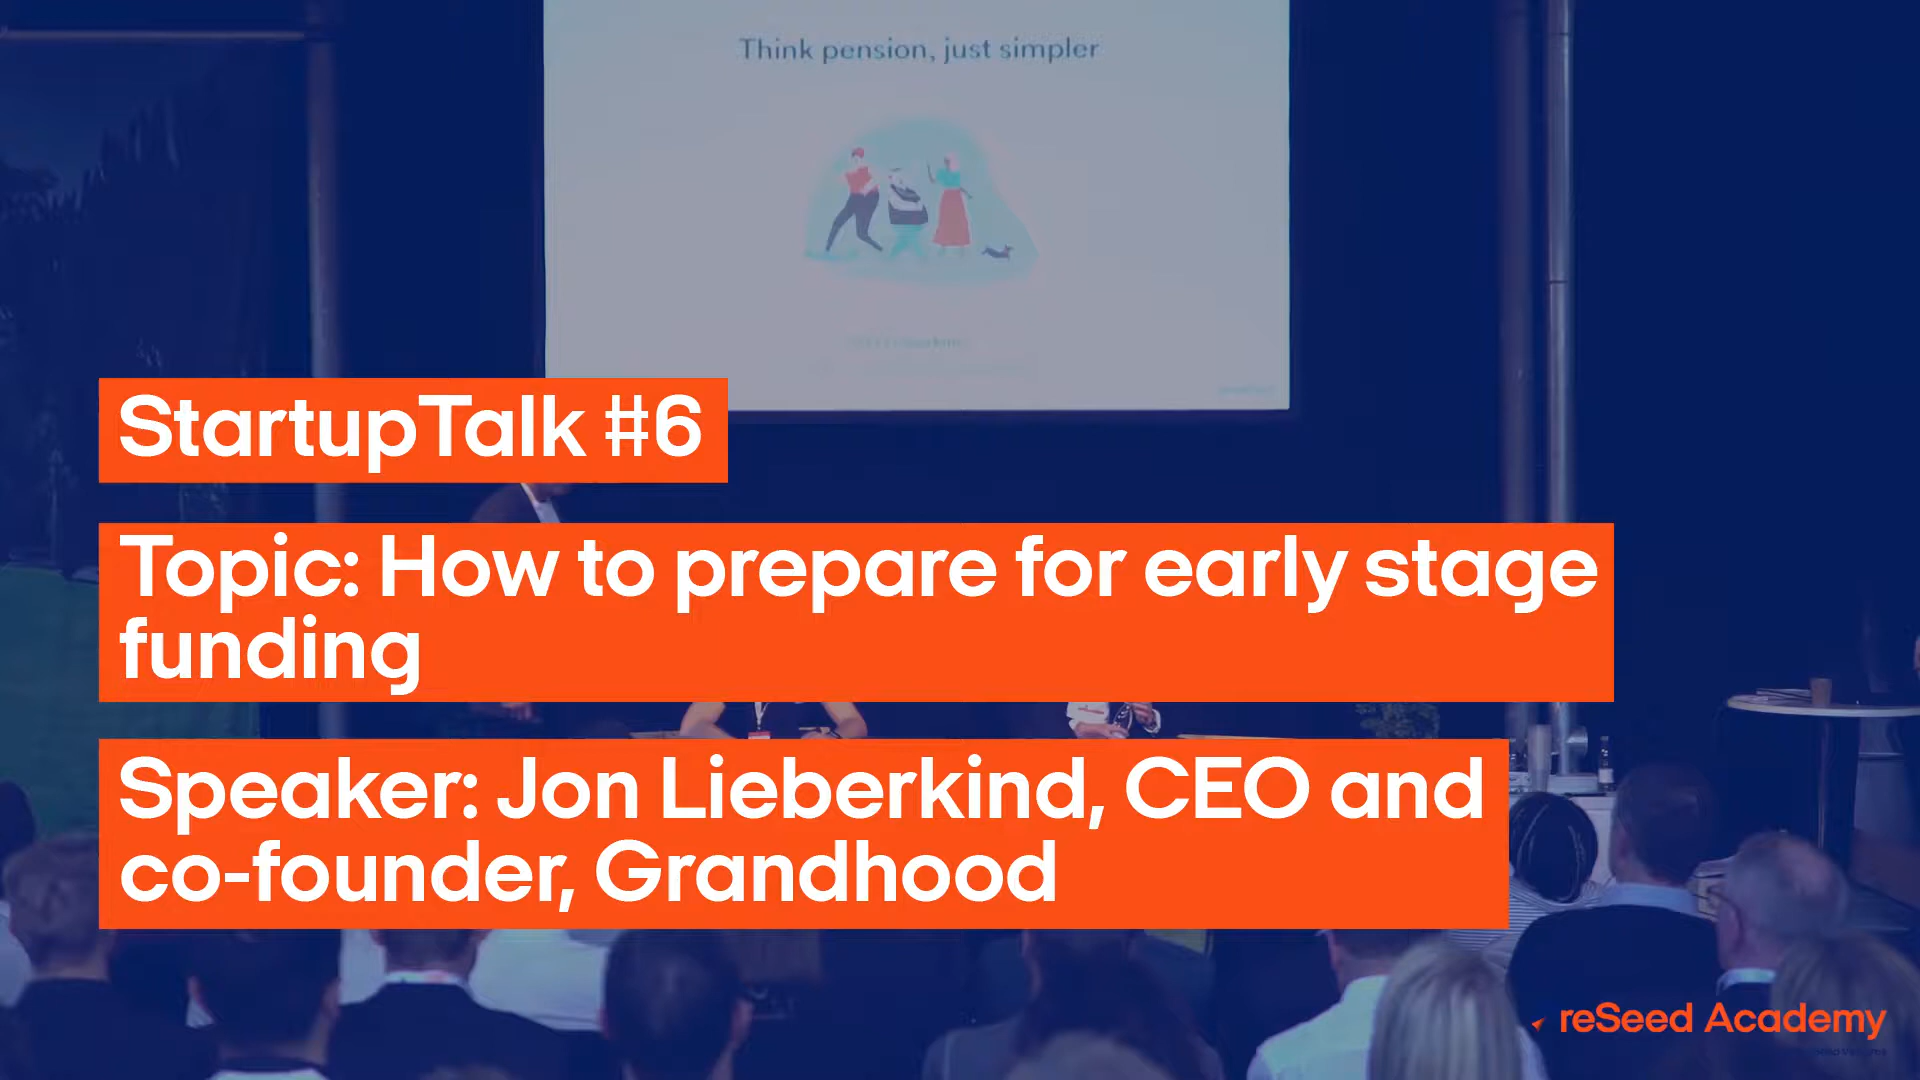 Think pension, just simpler
StartupTalk #6
Topic: How to prepare for early stage
funding
Speaker: Jon Lieberkind, CEO and
co-founder, Grandhood
reSeed Academy